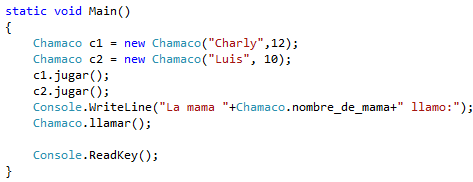 static void Main()
{
    Chamaco c1 = new Chamaco("Charly",12);
    Chamaco c2 = new Chamaco("Luis", 10);
    c1.jugar();
    c2.jugar();
    Console.WriteLine("La mama "+Chamaco.nombre_de_mama+" llamo:");
    Chamaco.llamar();

    Console.ReadKey();
}